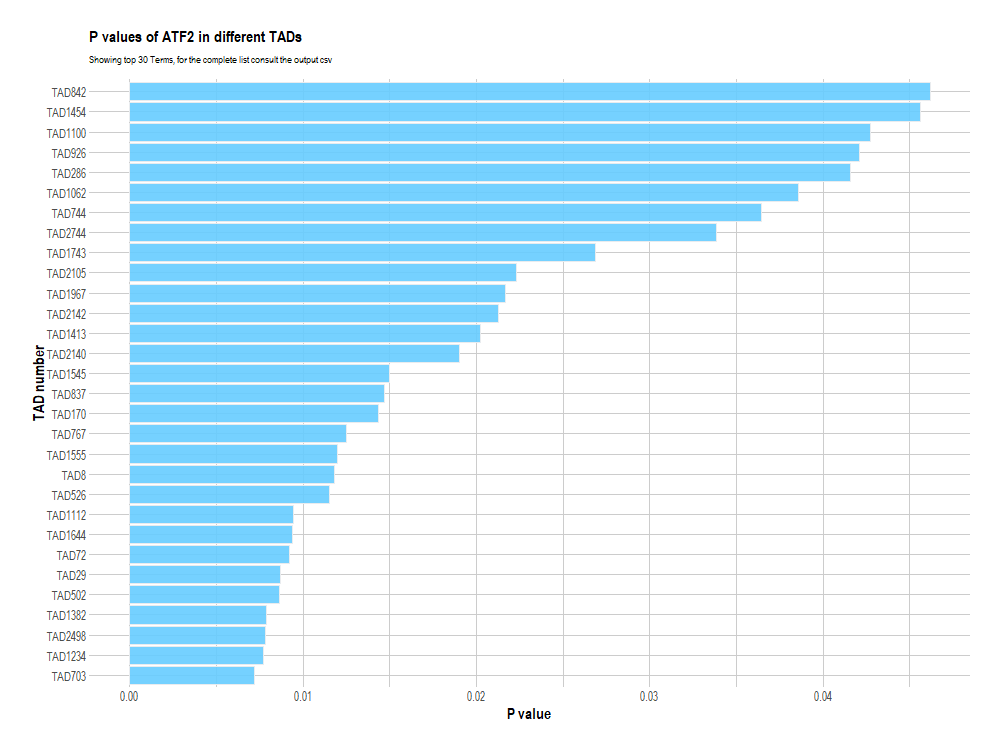 P values of ATF2 in different TADs
Showing top 30 Terms, for the complete list consult the output csv
TAD842
TAD1454
TAD1100
TAD926
TAD286
TAD1062
TAD744
TAD2744
TAD1743
TAD2105
TAD1967
TAD2142
TAD1413
TAD2140
TAD1545
TAD837
TAD170
TAD767
TAD1555
TAD8
TAD526
TAD1112
TAD1644
TAD72
TAD29
TAD502
TAD1382
TAD2498
TAD1234
TAD703
TAD number
0.00 0.01 0.02 0.03 0.04
P value